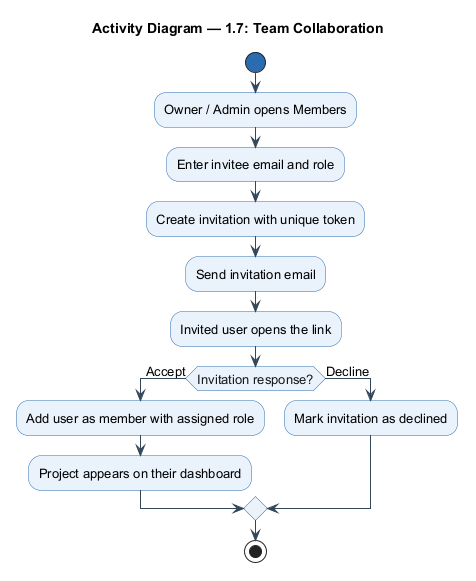 Activity Diagram — 1.7: Team Collaboration
Owner / Admin opens Members
Enter invitee email and role
Create invitation with unique token
Send invitation email
Invited user opens the link
Accept
Invitation response?
Decline
Add user as member with assigned role
Mark invitation as declined
Project appears on their dashboard